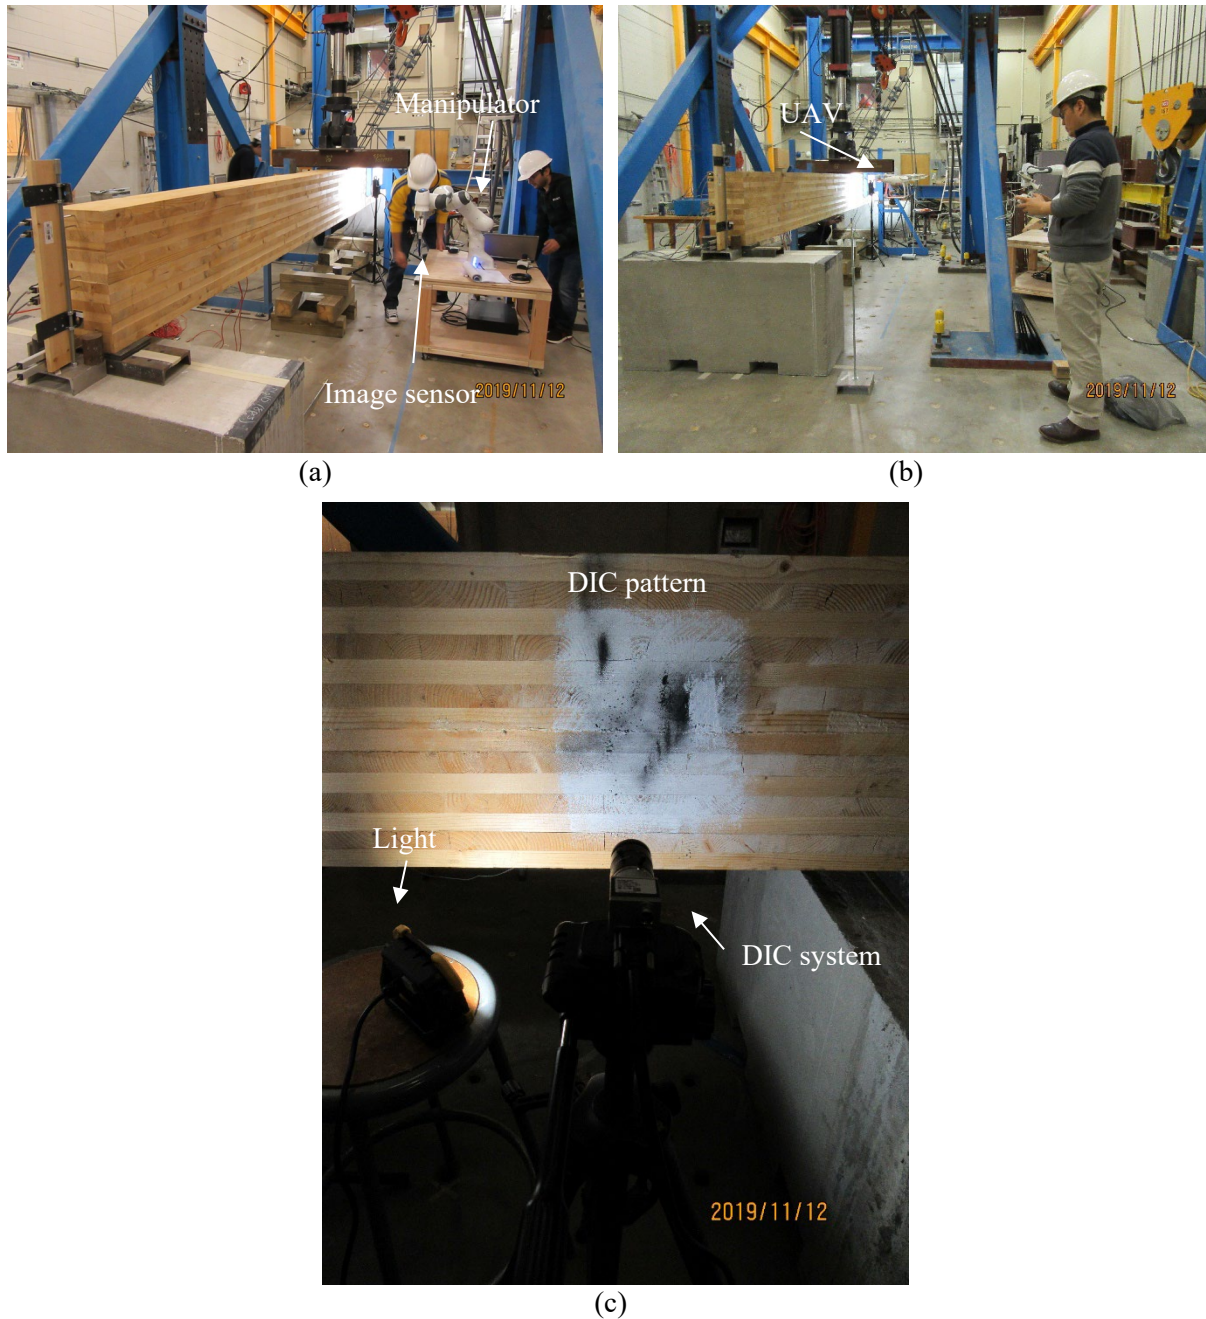 Manipulator
Image sensor
2019/11/12
(a)
UAV
2019/11/12
(b)
DIC pattern
Light
DIC system
2019/11/12
(c)